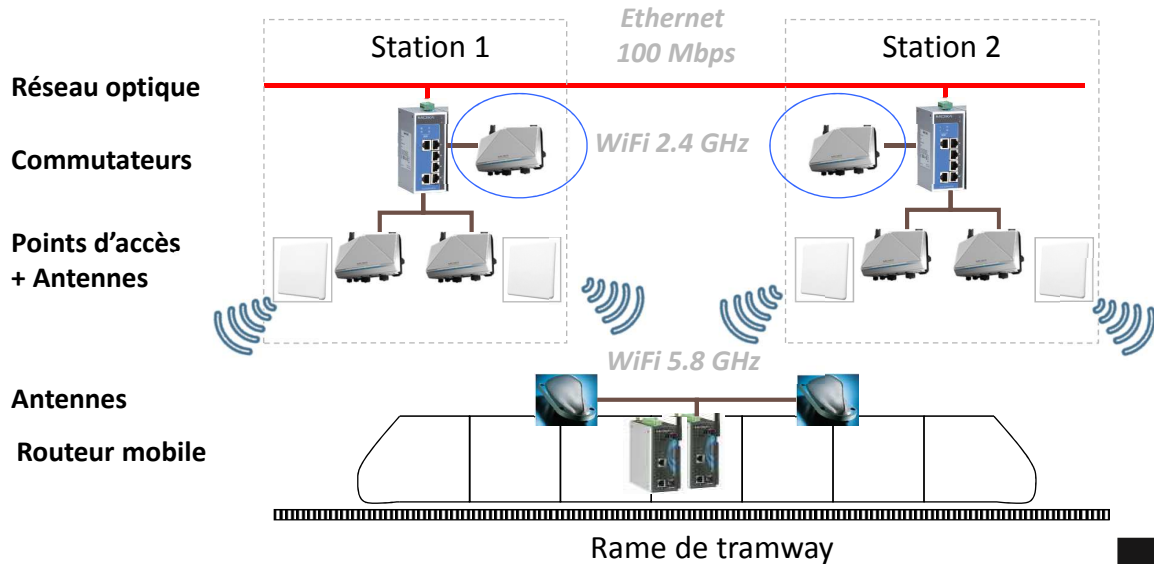 Ethernet
100 Mbps
Station 1
Station 2
Réseau optique
Commutateurs
WiFi 2.4 GHz
Points d'accès
+ Antennes
WiFi 5.8 GHz
Antennes
Routeur mobile
Rame de tramway